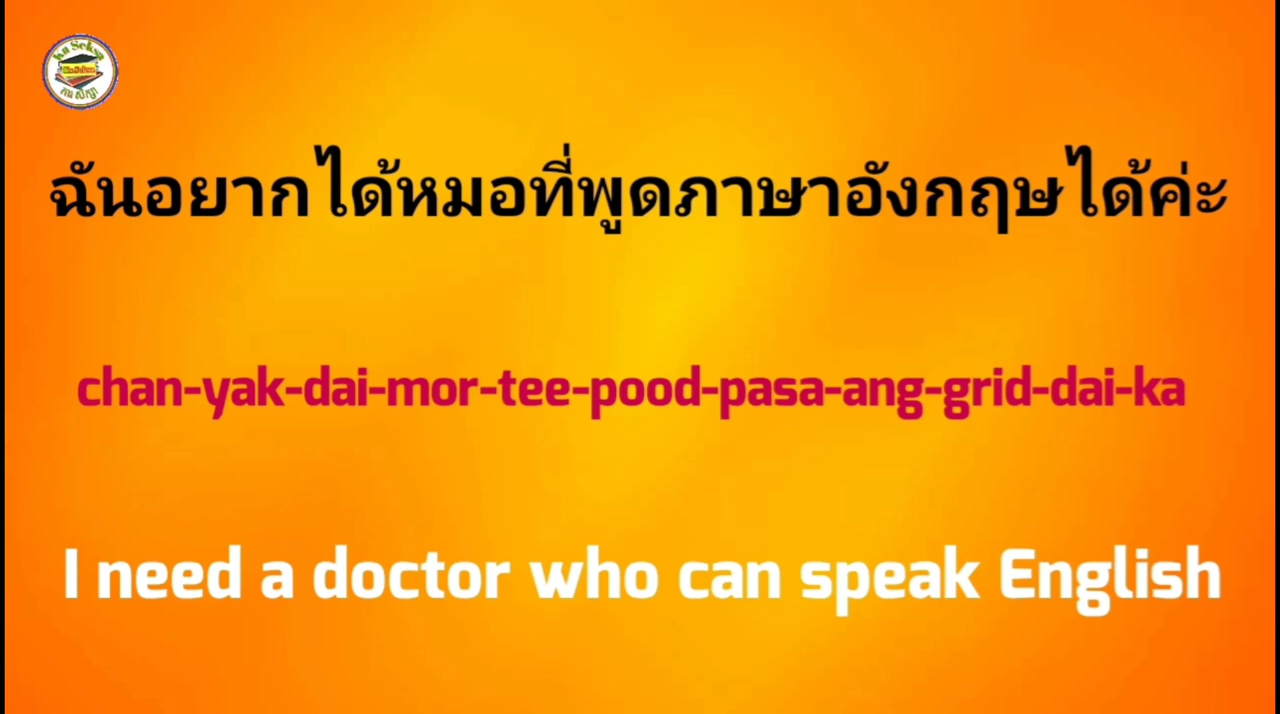 Ku Seksa
ฉันอยากได้หมอที่พูดภาษาอังกฤษได้ค่ะ
chan-yak-dai-mor-tee-pood-pasa-ang-grid-dai-ka
I need a doctor who can speak English